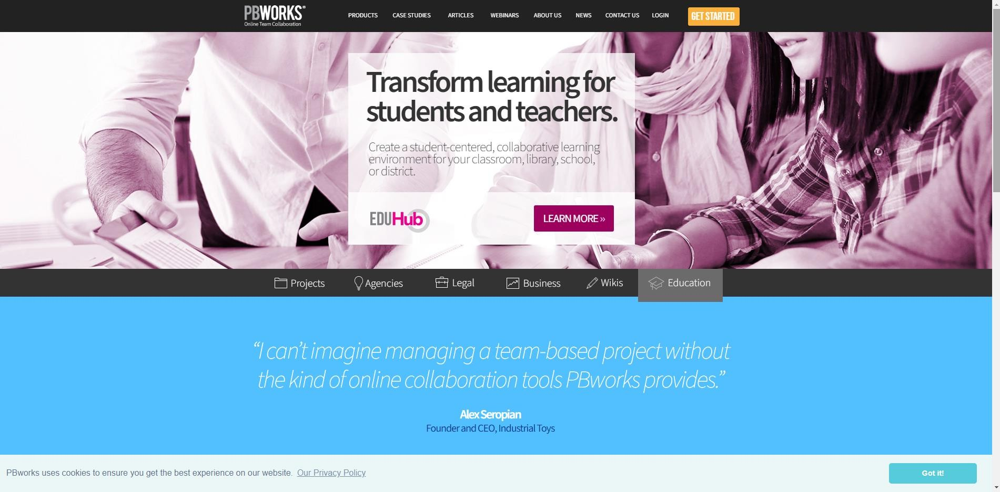 PBWORKS®
Online Team Collaboration
PRODUCTS
CASE STUDIES
ARTICLES
WEBINARS
ABOUT US
NEWS
CONTACT US
LOGIN
GET STARTED
Transform learning for
students and teachers.
Create a student-centered, collaborative learning
environment for your classroom, library, school,
or district.
EDUHub
LEARN MORE »
Projects
Agencies
Legal
Business
Wikis
Education
“I can’t imagine managing a team-based project without
the kind of online collaboration tools PBworks provides.”
Alex Seropian
Founder and CEO, Industrial Toys
PBworks uses cookies to ensure you get the best experience on our website. Our Privacy Policy
Got it!